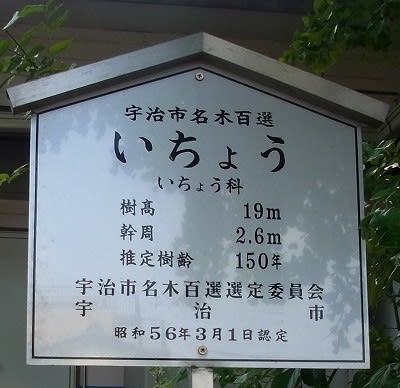 宇治市名木百選
いちょう
いちょう科
樹高 19m
幹周 2.6m
推定樹齢 150年
宇治市名木百選選定委員会
宇治市
昭和56年3月1日認定